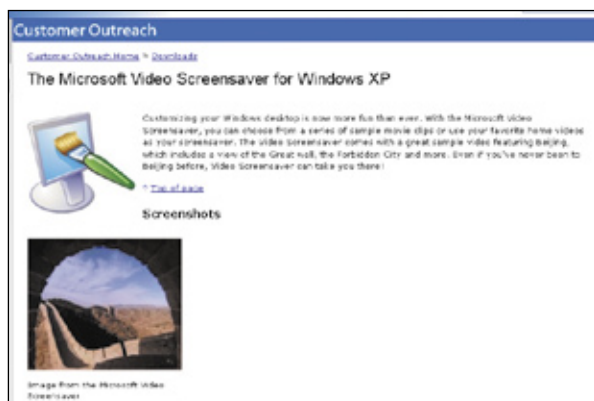 Customer Outreach
Customer Outreach Home > Downloads
The Microsoft Video Screensaver for Windows XP
Customizing your Windows desktop is now more fun than ever. With the Microsoft Video
Screensaver, you can choose from a series of sample movie clips or use your favorite home videos
as your screensaver. The Video Screensaver comes with a great sample video featuring Beijing,
which includes a view of the Great wall, the Forbidden City and more. Even if you've never been to
Beijing before, Video Screensaver can take you there!
↑ Top of page
Screenshots
Image from the Microsoft Video
Screensaver